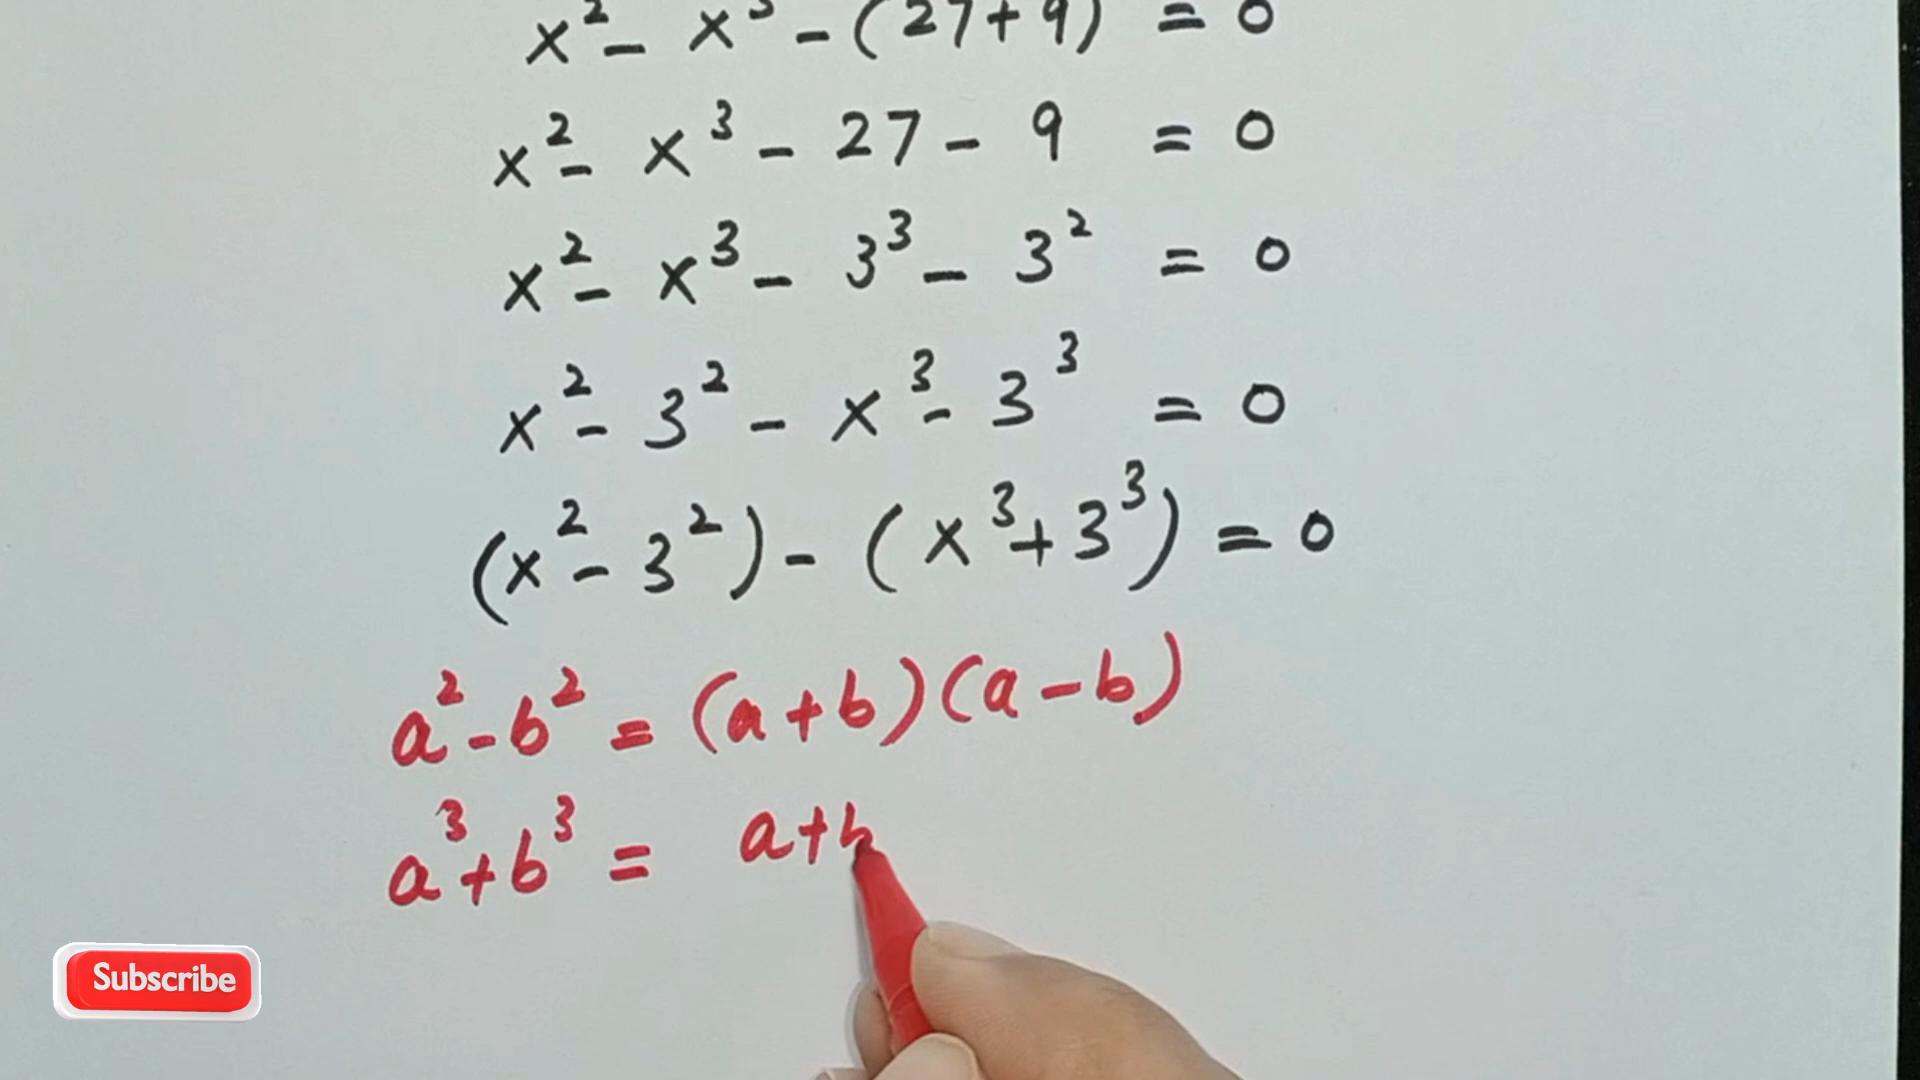 x² - x³ - (27+9) = 0
x² - x³ - 27 - 9 = 0
x² - x³ - 3³ - 3² = 0
x² - 3² - x³ - 3³ = 0
(x² - 3²) - (x³ + 3³) = 0
a² - b² = (a+b)(a-b)
a³ + b³ = a+b
Subscribe